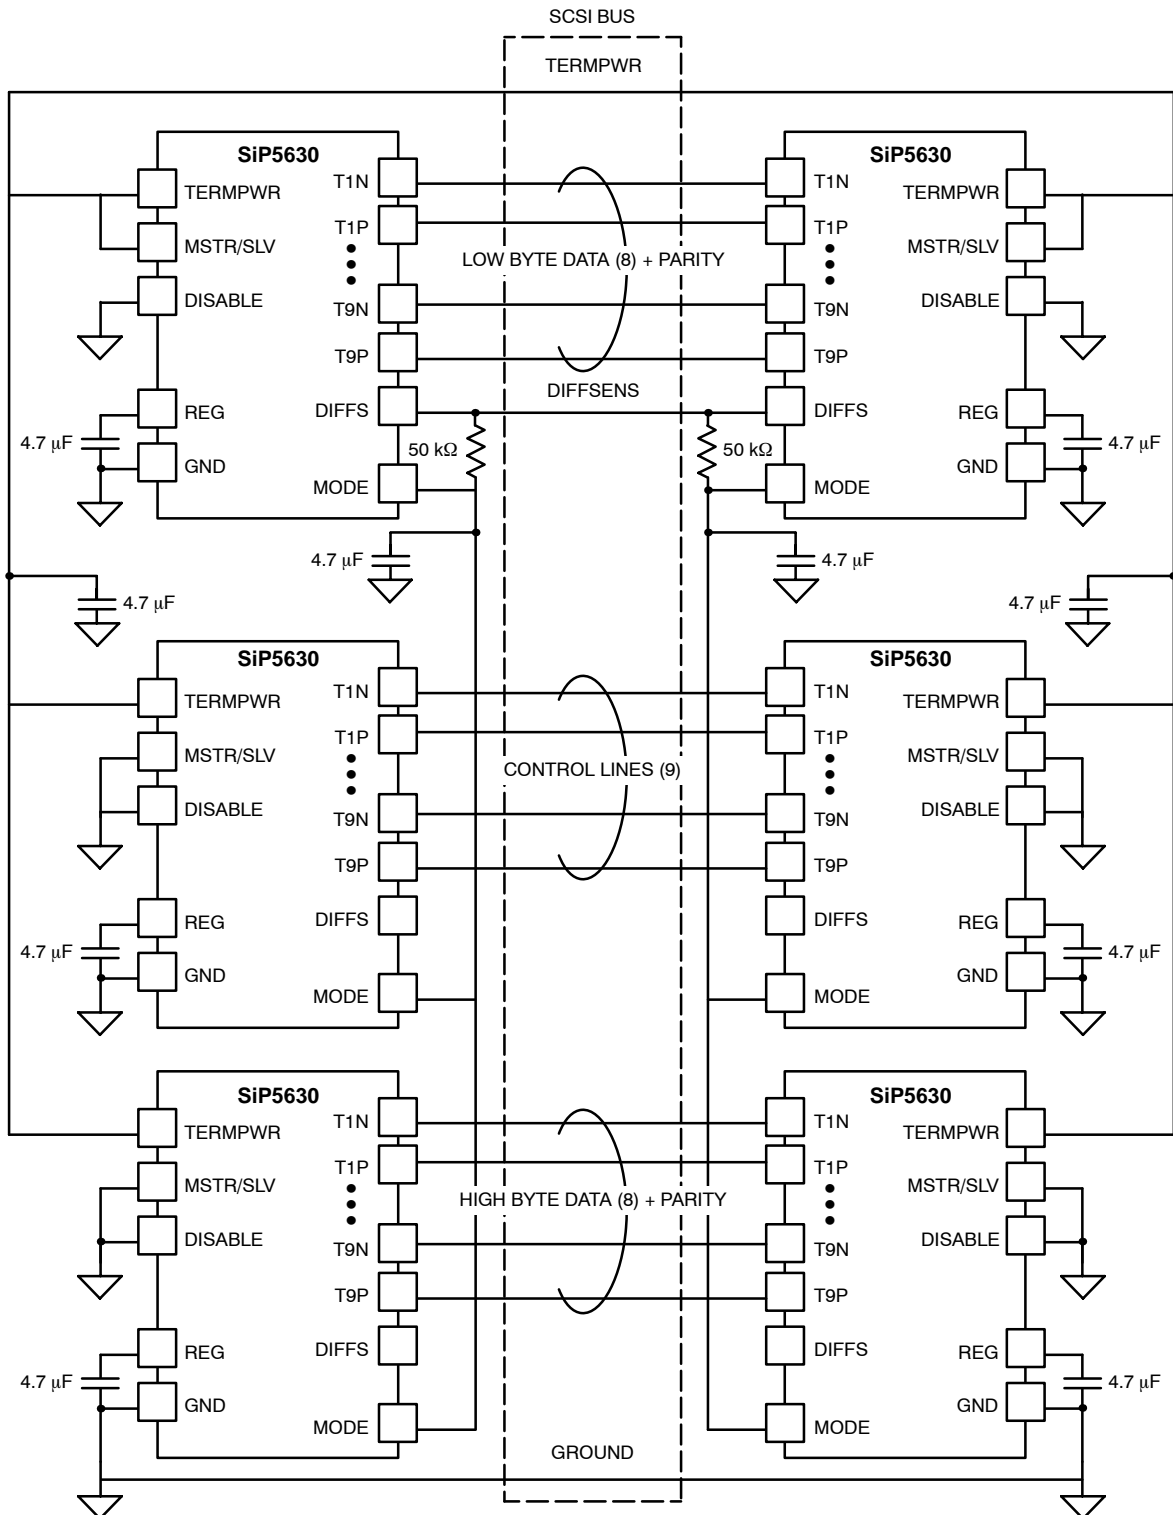 SCSI BUS
TERMPWR
SiP5630
TERMPWR
MSTR/SLV
DISABLE
REG
GND
T1N
T1P
T9N
T9P
DIFFS
MODE
4.7 μF
LOW BYTE DATA (8) + PARITY
DIFFSENS
50 kΩ
50 kΩ
SiP5630
T1N
T1P
T9N
T9P
DIFFS
MODE
TERMPWR
MSTR/SLV
DISABLE
REG
GND
4.7 μF
4.7 μF
4.7 μF
4.7 μF
4.7 μF
SiP5630
TERMPWR
MSTR/SLV
DISABLE
REG
GND
T1N
T1P
T9N
T9P
DIFFS
MODE
4.7 μF
CONTROL LINES (9)
SiP5630
T1N
T1P
T9N
T9P
DIFFS
MODE
TERMPWR
MSTR/SLV
DISABLE
REG
GND
4.7 μF
SiP5630
TERMPWR
MSTR/SLV
DISABLE
REG
GND
T1N
T1P
T9N
T9P
DIFFS
MODE
4.7 μF
HIGH BYTE DATA (8) + PARITY
SiP5630
T1N
T1P
T9N
T9P
DIFFS
MODE
TERMPWR
MSTR/SLV
DISABLE
REG
GND
4.7 μF
GROUND